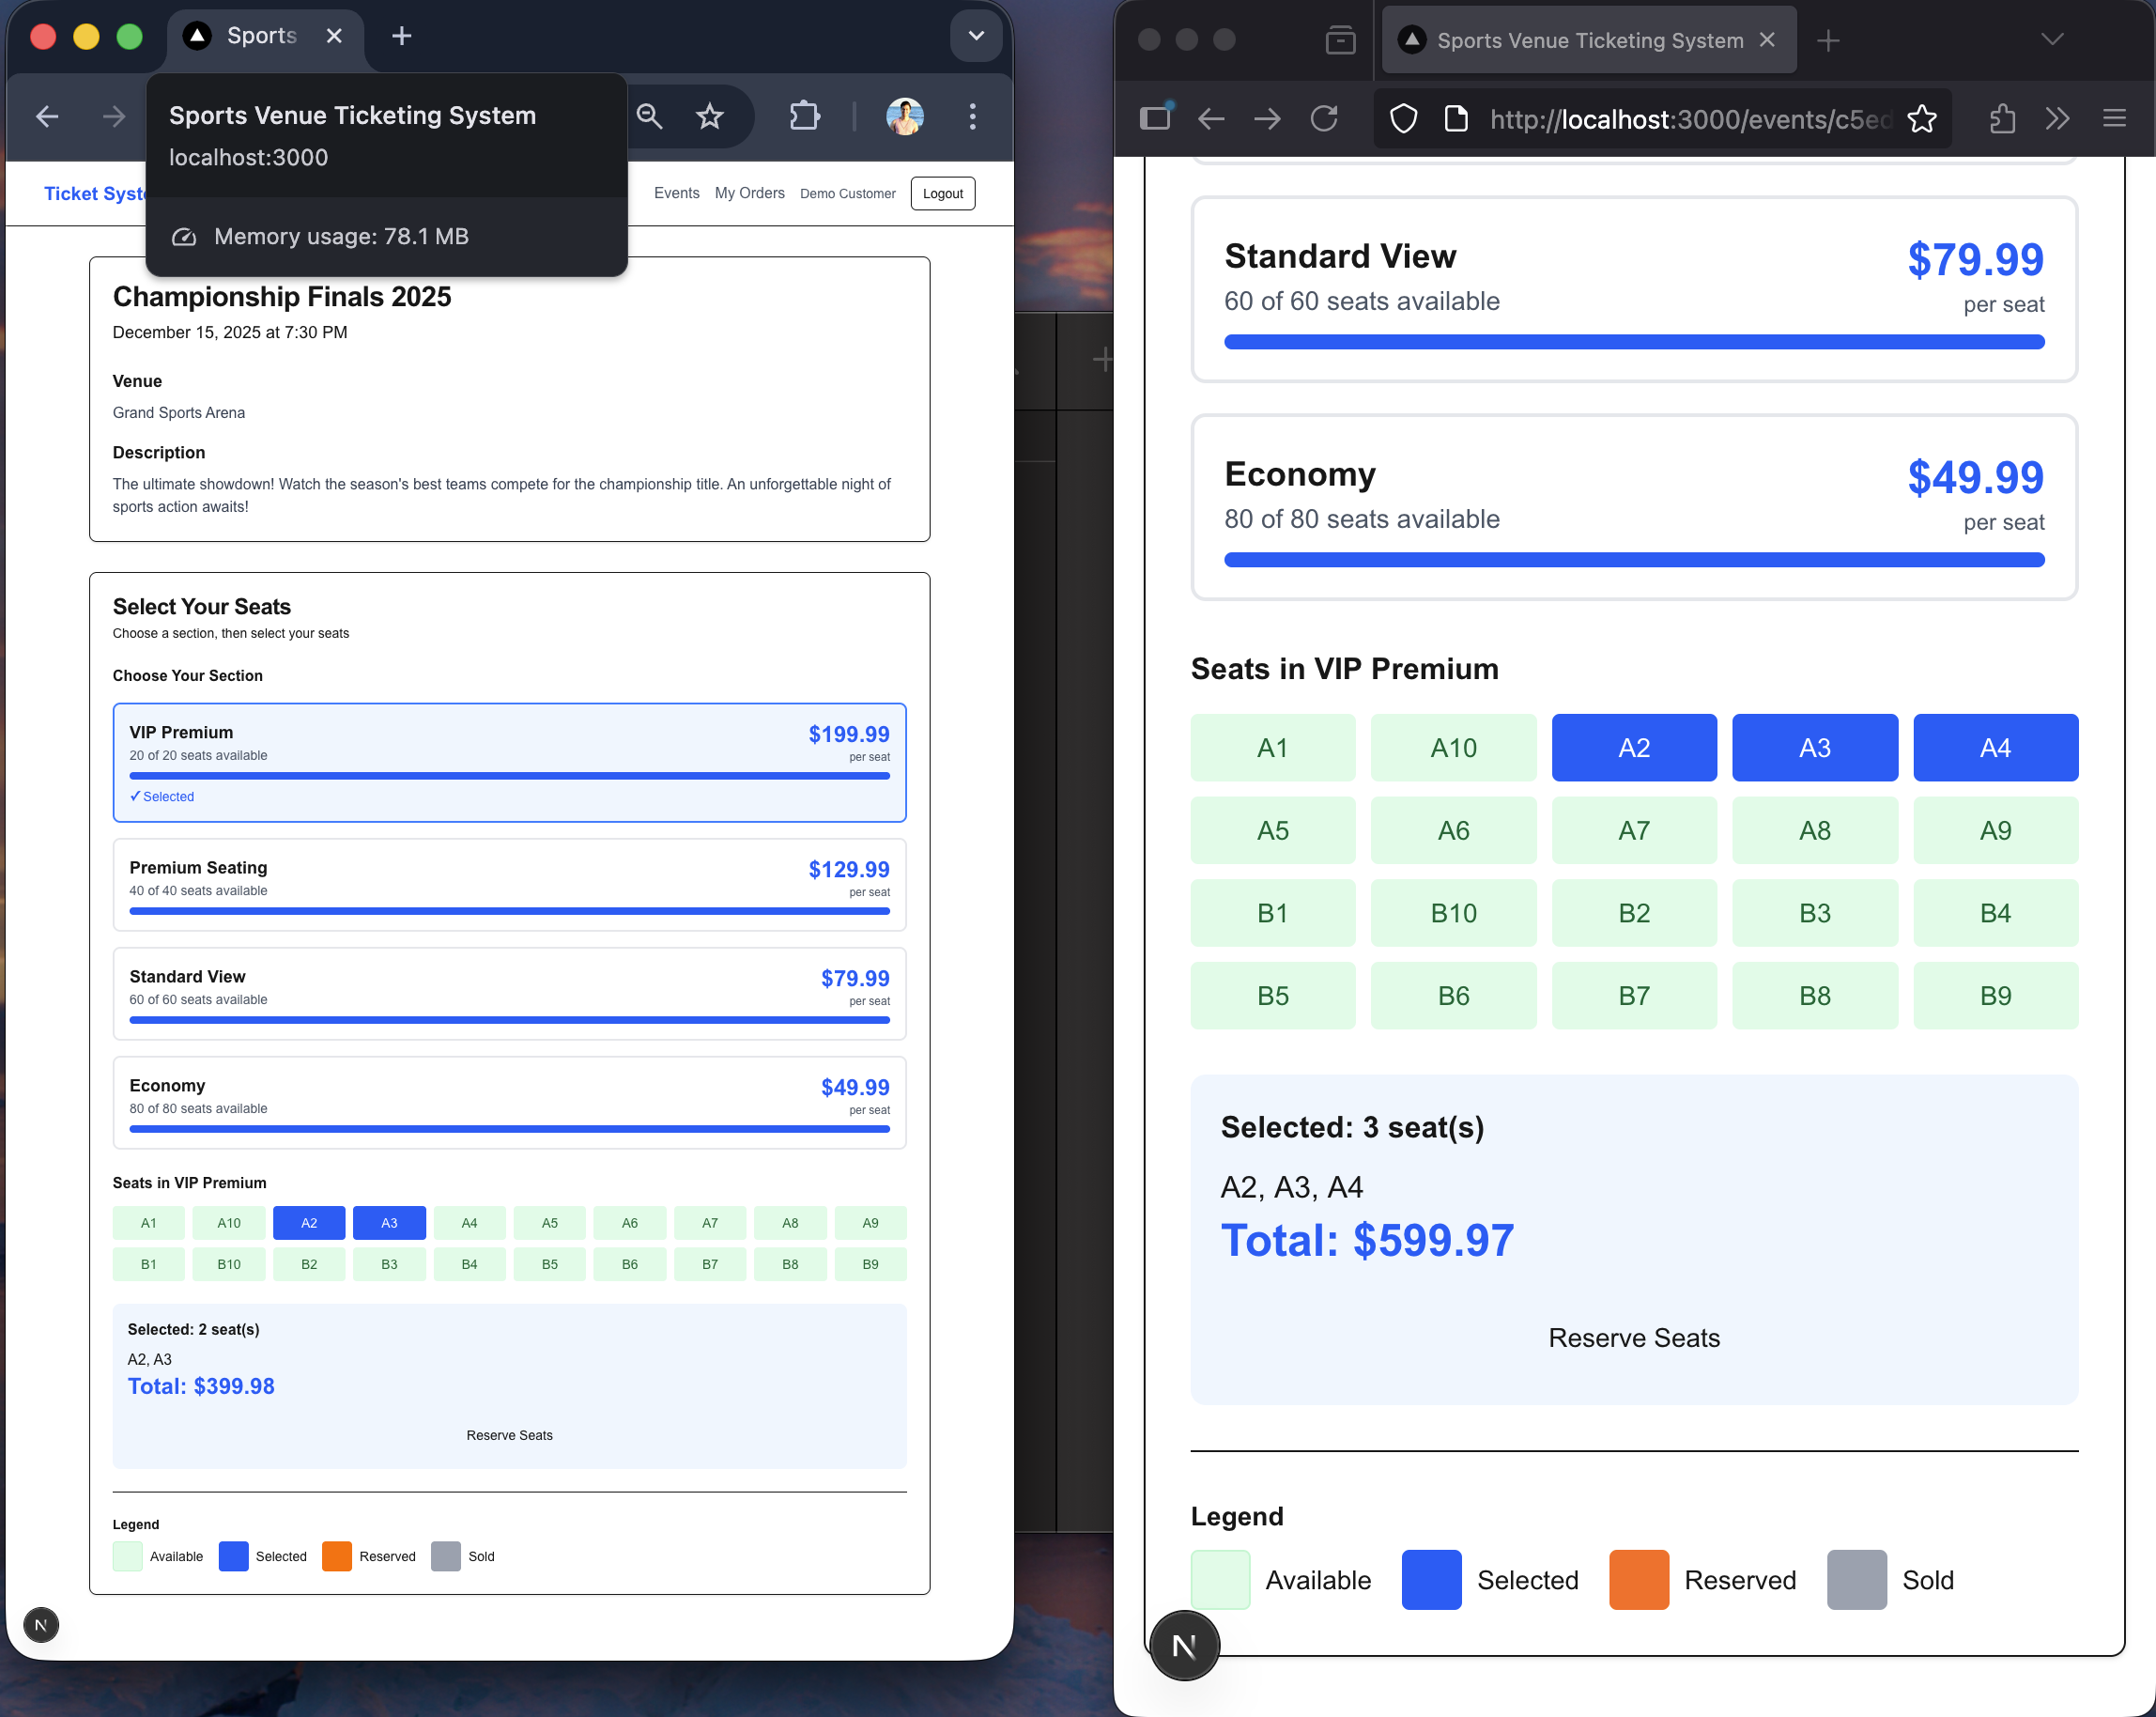 Sports
Sports Venue Ticketing System
localhost:3000
Memory usage: 78.1 MB
Ticket Syste
Events
My Orders
Demo Customer
Logout
Championship Finals 2025
December 15, 2025 at 7:30 PM
Venue
Grand Sports Arena
Description
The ultimate showdown! Watch the season's best teams compete for the championship title. An unforgettable night of
sports action awaits!
Select Your Seats
Choose a section, then select your seats
Choose Your Section
VIP Premium
$199.99
20 of 20 seats available
per seat
✓ Selected
Premium Seating
$129.99
40 of 40 seats available
per seat
Standard View
$79.99
60 of 60 seats available
per seat
Economy
$49.99
80 of 80 seats available
per seat
Seats in VIP Premium
A1 A10 A2 A3 A4 A5 A6 A7 A8 A9
B1 B10 B2 B3 B4 B5 B6 B7 B8 B9
Selected: 2 seat(s)
A2, A3
Total: $399.98
Reserve Seats
Legend
Available Selected Reserved Sold
N
Sports Venue Ticketing System
http://localhost:3000/events/c5ed
Standard View
$79.99
60 of 60 seats available
per seat
Economy
$49.99
80 of 80 seats available
per seat
Seats in VIP Premium
A1 A10 A2 A3 A4
A5 A6 A7 A8 A9
B1 B10 B2 B3 B4
B5 B6 B7 B8 B9
Selected: 3 seat(s)
A2, A3, A4
Total: $599.97
Reserve Seats
Legend
Available Selected Reserved Sold
N